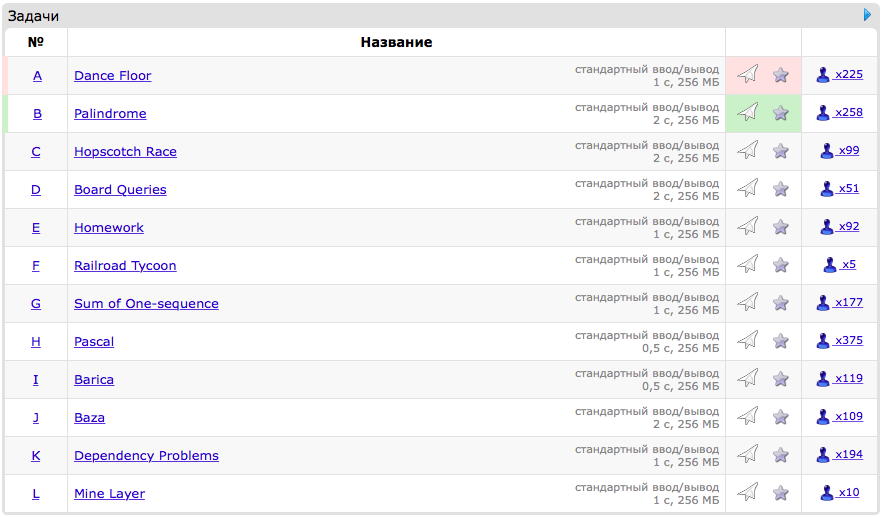 Задачи
№ Название
A Dance Floor стандартный ввод/вывод x225
1 с, 256 МБ
B Palindrome стандартный ввод/вывод x258
2 с, 256 МБ
C Hopscotch Race стандартный ввод/вывод x99
2 с, 256 МБ
D Board Queries стандартный ввод/вывод x51
2 с, 256 МБ
E Homework стандартный ввод/вывод x92
1 с, 256 МБ
F Railroad Tycoon стандартный ввод/вывод x5
1 с, 256 МБ
G Sum of One-sequence стандартный ввод/вывод x177
1 с, 256 МБ
H Pascal стандартный ввод/вывод x375
0,5 с, 256 МБ
I Barica стандартный ввод/вывод x119
0,5 с, 256 МБ
J Baza стандартный ввод/вывод x109
2 с, 256 МБ
K Dependency Problems стандартный ввод/вывод x194
1 с, 256 МБ
L Mine Layer стандартный ввод/вывод x10
1 с, 256 МБ